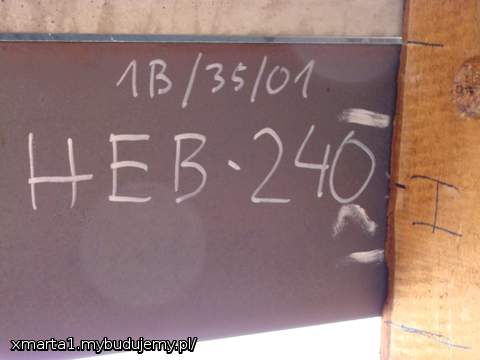 1B/35/01
HEB·240
H
xmarta1.mybudujemy.pl/